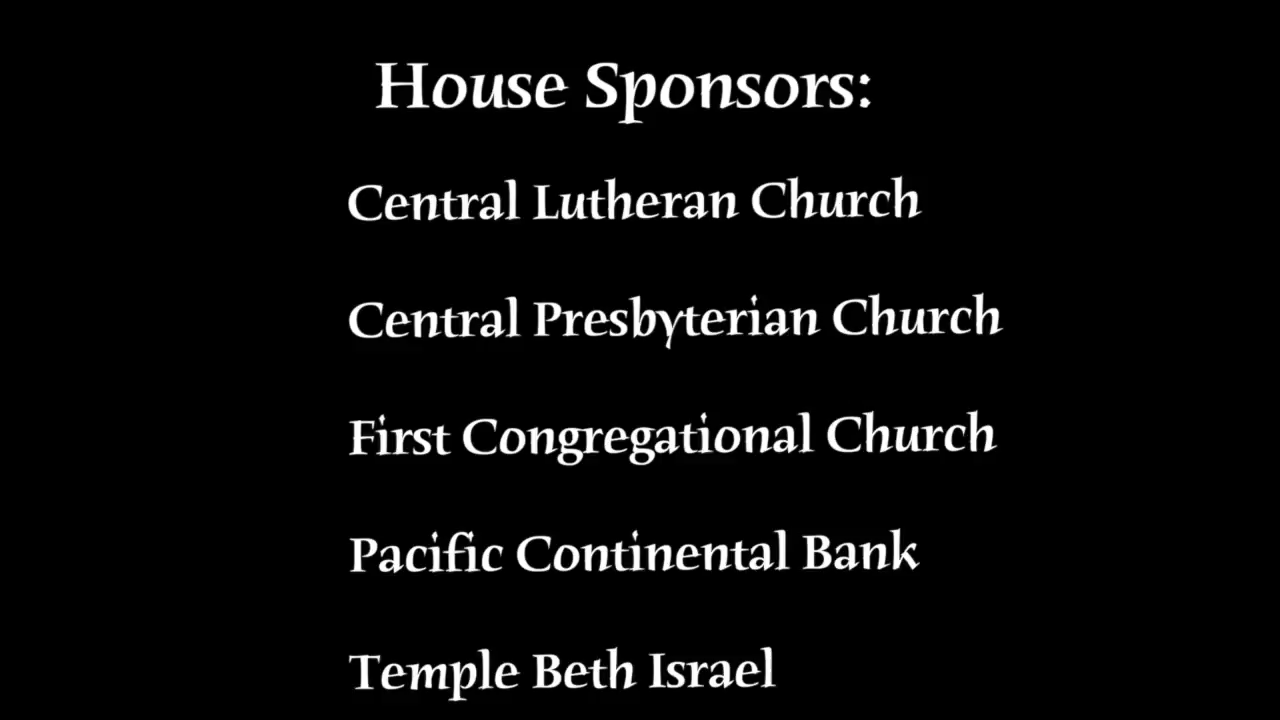 House Sponsors:
Central Lutheran Church
Central Presbyterian Church
First Congregational Church
Pacific Continental Bank
Temple Beth Israel